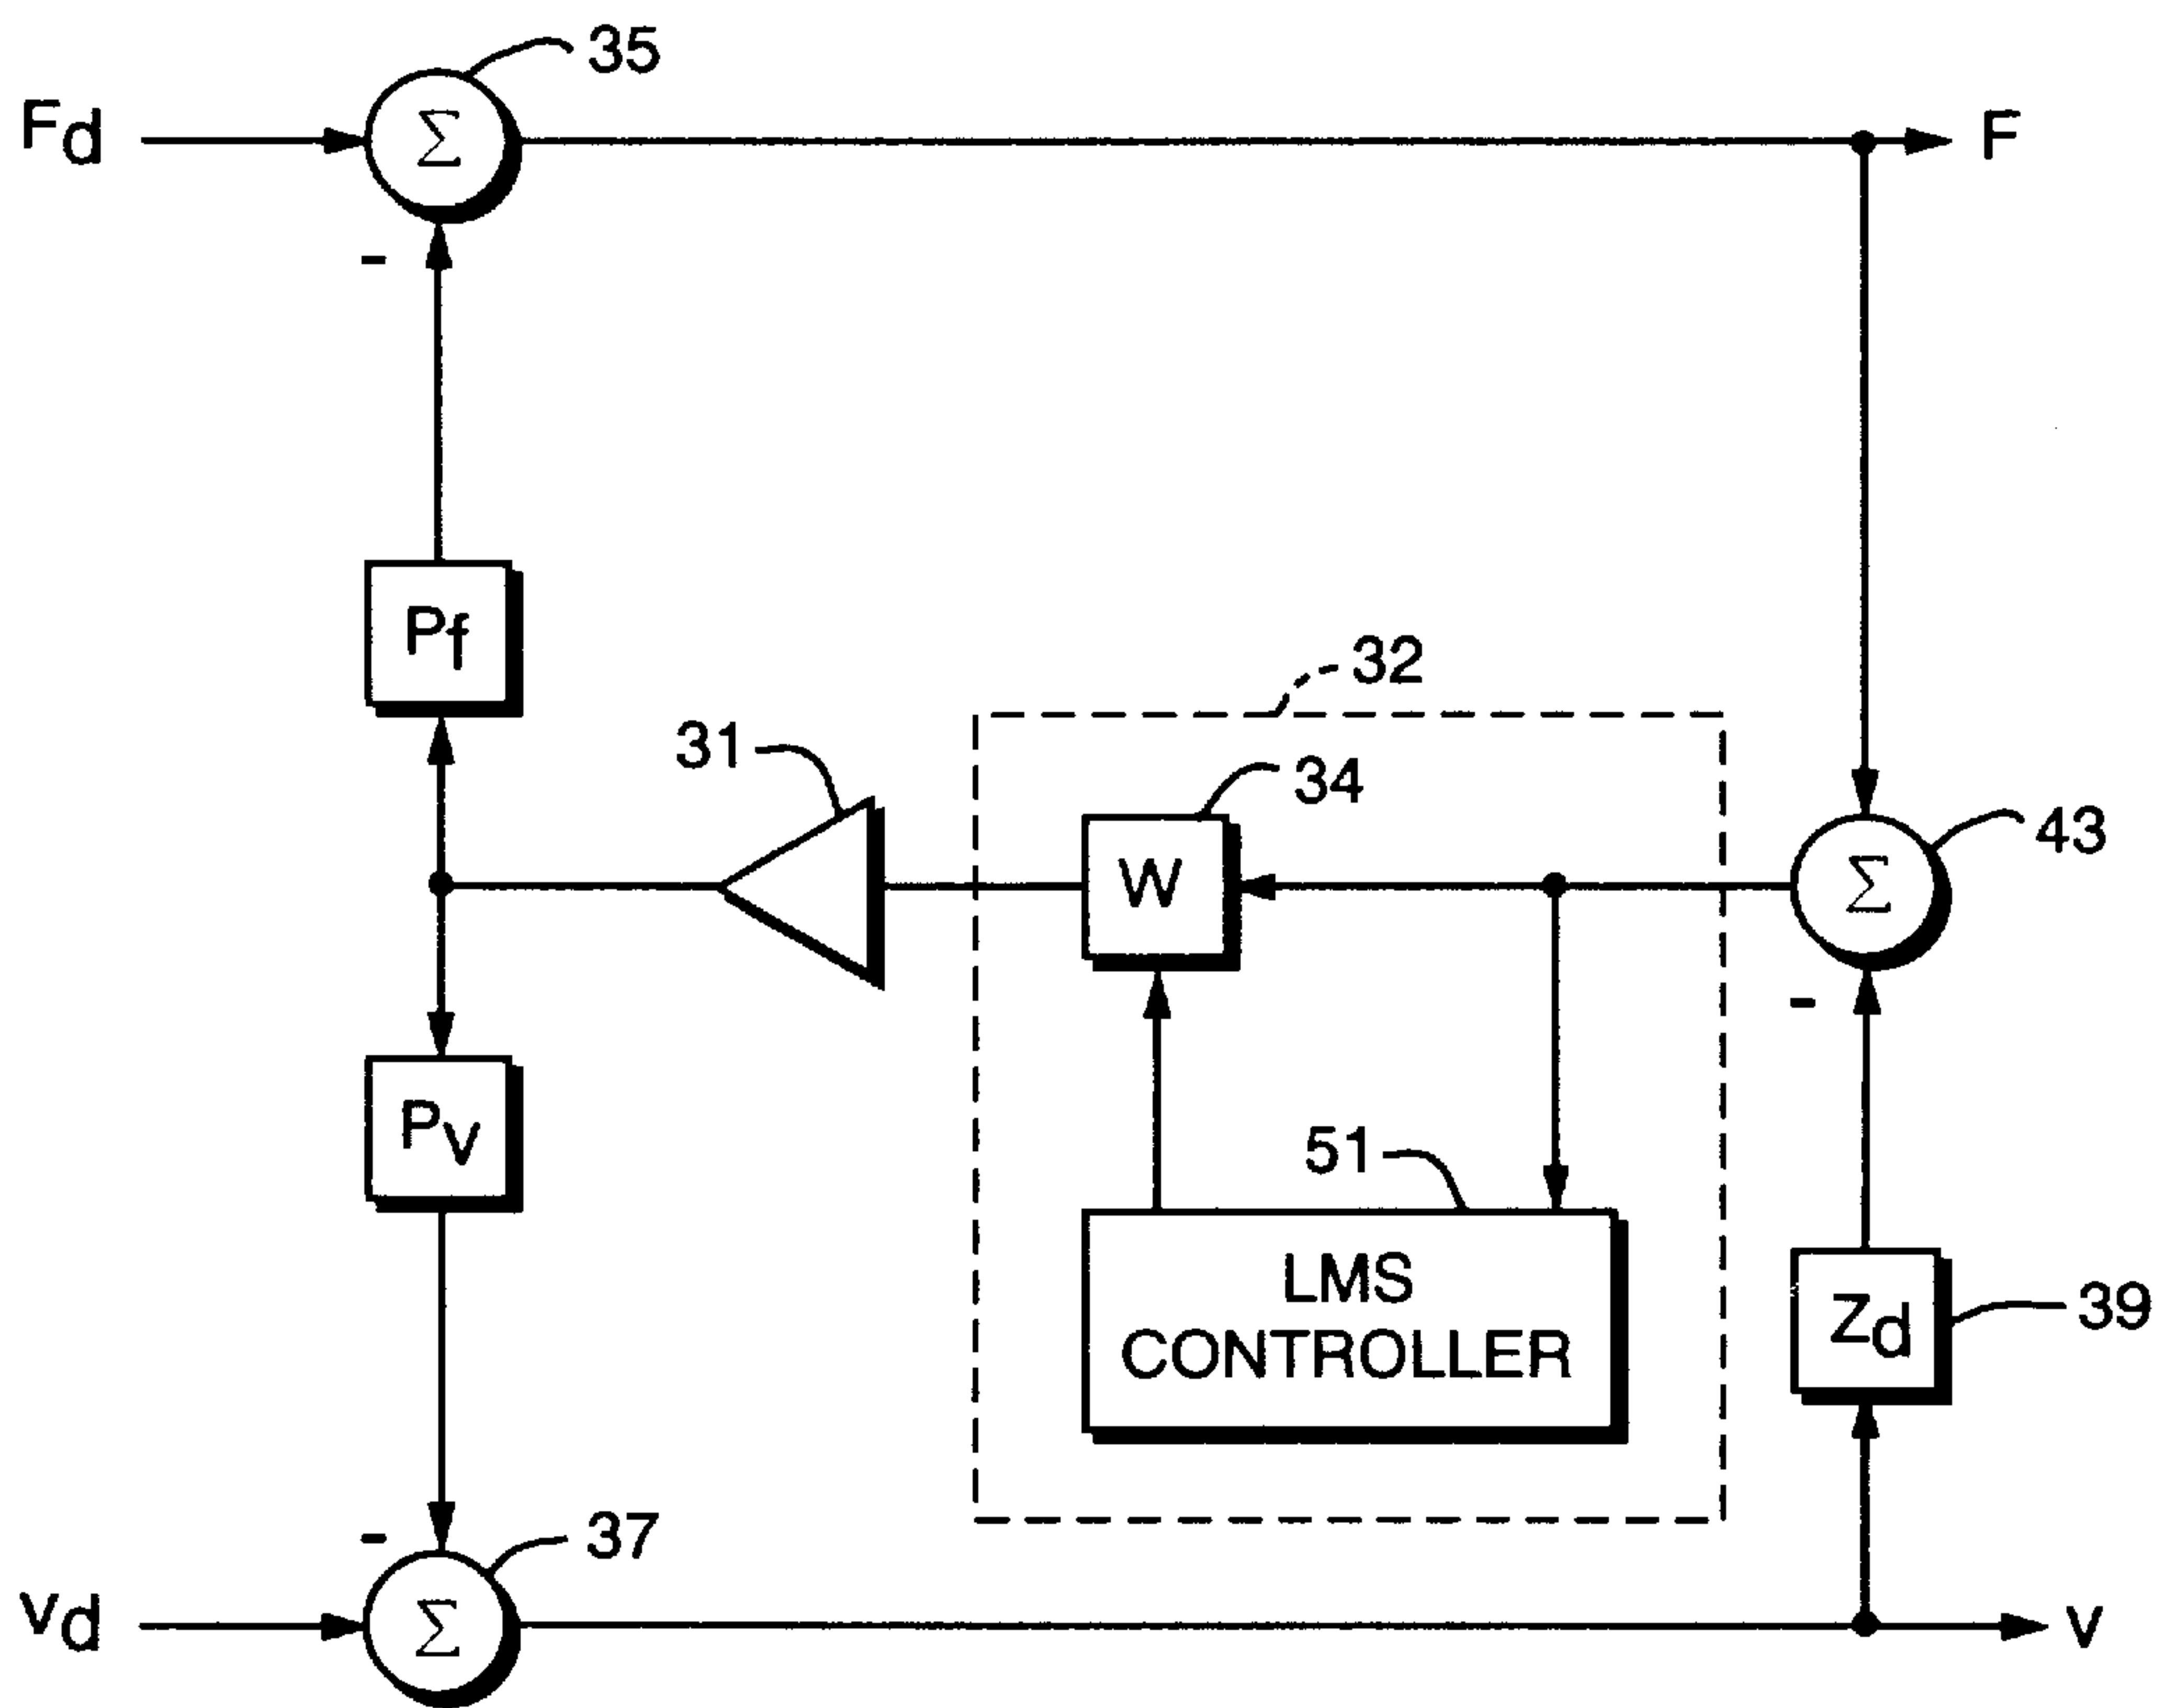 35
Fd
Σ
F
-
Pf
32
31
34
43
W
Σ
-
Pv
51
LMS
CONTROLLER
Zd
39
-
37
vd
Σ
v